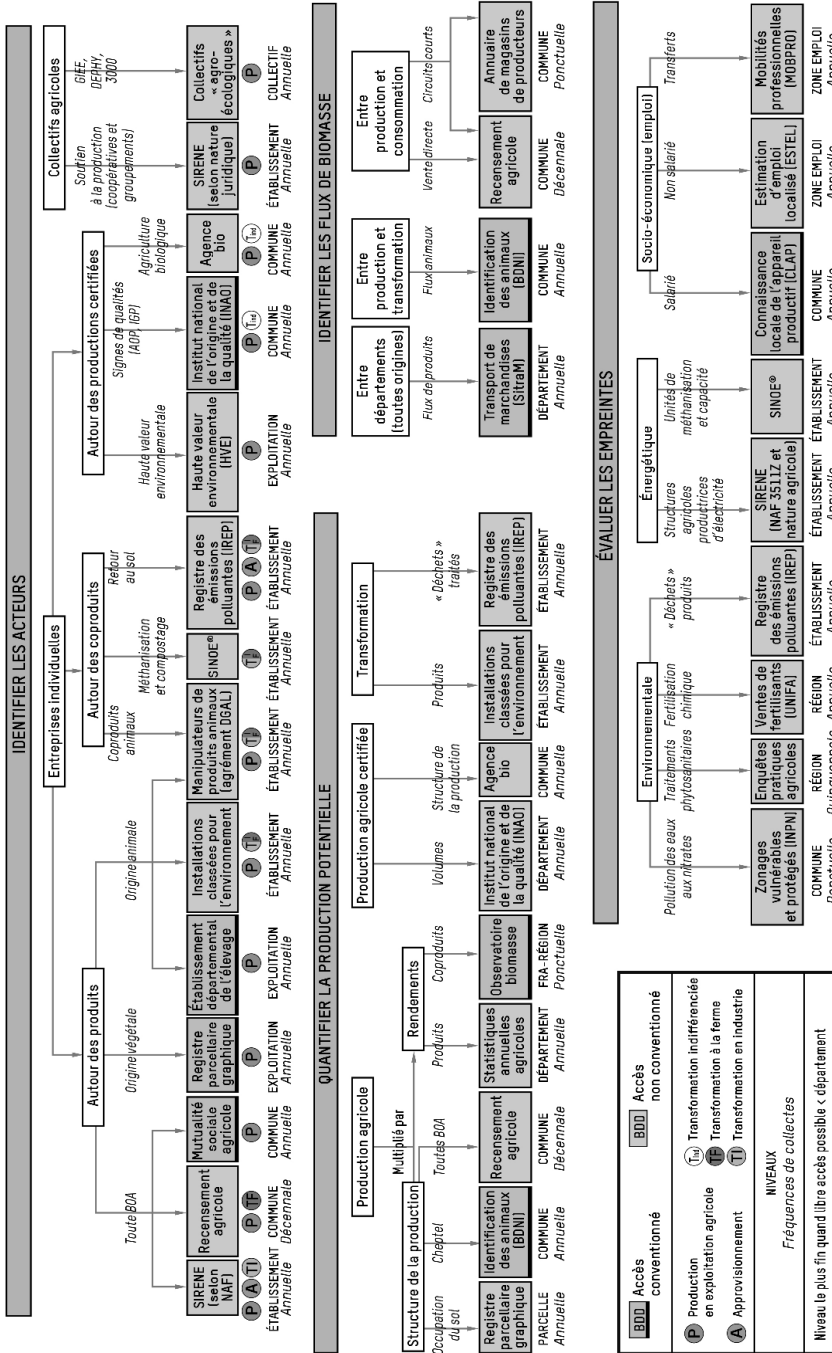 IDENTIFIER LES ACTEURS
Entreprises individuelles
Collectifs agricoles
Autour des produits
Autour des coproduits
Autour des productions certifiées
Toute BOA
Origine végétale
Origine animale
Coproduits
animaux
Méthanisation
et compostage
Retour
au sol
Haute valeur
environnementale
Signes de qualités
(AOP, IGP)
Agriculture
biologique
Soutien
à la production
(coopératives et
groupements)
GIEE,
DEPHY,
3000
SIRENE
(selon
NAF)
P A TI
ÉTABLISSEMENT
Annuelle
Recensement
agricole
P TF
COMMUNE
Décennale
Mutualité
sociale
agricole
P
COMMUNE
Annuelle
Registre
parcellaire
graphique
P
EXPLOITATION
Annuelle
Établissement
départemental
de l'élevage
P
EXPLOITATION
Annuelle
Installations
classées pour
l'environnement
P
ÉTABLISSEMENT
Annuelle
Manipulateurs de
produits animaux
(agrément DGAL)
P
ÉTABLISSEMENT
Annuelle
SINOE®
ÉTABLISSEMENT
Annuelle
Registre des
émissions
polluantes (IREP)
P A
ÉTABLISSEMENT
Annuelle
Haute valeur
environnementale
(HVE)
P
EXPLOITATION
Annuelle
Institut national
de l'origine et de
la qualité (INAO)
P Tind
COMMUNE
Annuelle
Agence
bio
P Tind
COMMUNE
Annuelle
SIRENE
(selon nature
juridique)
P
ÉTABLISSEMENT
Annuelle
Collectifs
« agro-
écologiques »
P
COLLECTIF
Annuelle
QUANTIFIER LA PRODUCTION POTENTIELLE
Production agricole
Production agricole certifiée
Transformation
Structure de la production
Multiplié par
Rendements
Occupation
du sol
Cheptel
Toutes BOA
Produits
Coproduits
Volumes
Structure de
la production
Produits
« Déchets »
traités
Registre
parcellaire
graphique
PARCELLE
Annuelle
Identification
des animaux
(BDNI)
COMMUNE
Annuelle
Recensement
agricole
COMMUNE
Décennale
Statistiques
annuelles
agricoles
DÉPARTEMENT
Annuelle
Observatoire
biomasse
FRA-RÉGION
Ponctuelle
Institut national
de l'origine et de
la qualité (INAO)
DÉPARTEMENT
Annuelle
Agence
bio
COMMUNE
Annuelle
Installations
classées pour
l'environnement
ÉTABLISSEMENT
Annuelle
Registre des
émissions
polluantes (IREP)
ÉTABLISSEMENT
Annuelle
IDENTIFIER LES FLUX DE BIOMASSE
Entre
départements
(toutes origines)
Entre
production et
transformation
Entre
production et
consommation
Flux de produits
Flux animaux
Vente directe
Circuits courts
Transport de
marchandises
(SitraM)
DÉPARTEMENT
Annuelle
Identification
des animaux
(BDNI)
COMMUNE
Annuelle
Recensement
agricole
COMMUNE
Décennale
Annuaire
de magasins
de producteurs
COMMUNE
Ponctuelle
BDD Accès
conventionné
BDD Accès
non conventionné
P Production
en exploitation agricole
A Approvisionnement
Tind Transformation indifférenciée
TF Transformation à la ferme
TI Transformation en industrie
NIVEAUX
Fréquences de collectes
Niveau le plus fin quand libre accès possible < département
ÉVALUER LES EMPREINTES
Environnementale
Énergétique
Socio-économique (emploi)
Pollution des eaux
aux nitrates
Traitements
phytosanitaires
Fertilisation
chimique
« Déchets »
produits
Structures
agricoles
productrices
d'électricité
Unités de
méthanisation
et capacité
Salarié
Non salarié
Transferts
Zonages
vulnérables
et protégés (INPN)
COMMUNE
Ponctuelle
Enquêtes
pratiques
agricoles
RÉGION
Quinquennale
Ventes de
fertilisants
(UNIFA)
RÉGION
Annuelle
Registre
des émissions
polluantes (IREP)
ÉTABLISSEMENT
Annuelle
SIRENE
(NAF 3511Z et
nature agricole)
ÉTABLISSEMENT
Annuelle
SINOE®
ÉTABLISSEMENT
Annuelle
Connaissance
locale de l'appareil
productif (CLAP)
COMMUNE
Annuelle
Estimation
d'emploi
localisé (ESTEL)
ZONE EMPLOI
Annuelle
Mobilités
professionnelles
(MOBPRO)
ZONE EMPLOI
Annuelle